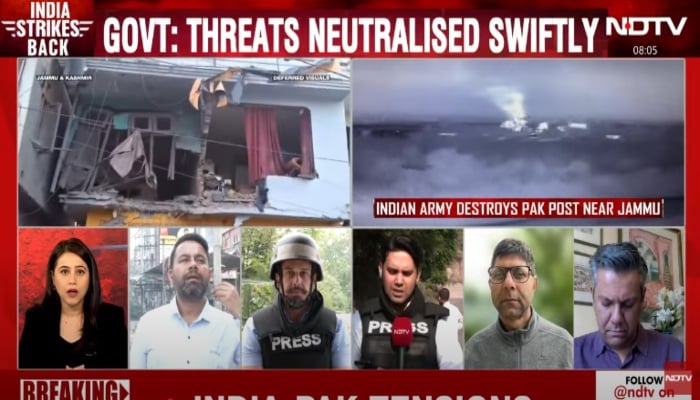 INDIA
STRIKES
BACK
GOVT: THREATS NEUTRALISED SWIFTLY
NDTV
08:05
JAMMU & KASHMIR
DEFERRED VISUALS
INDIAN ARMY DESTROYS PAK POST NEAR JAMMU
PRESS
PRESS
NDTV
BREAKING
INDIA-PAK TENSIONS
FOLLOW NDTV
@ndtv on